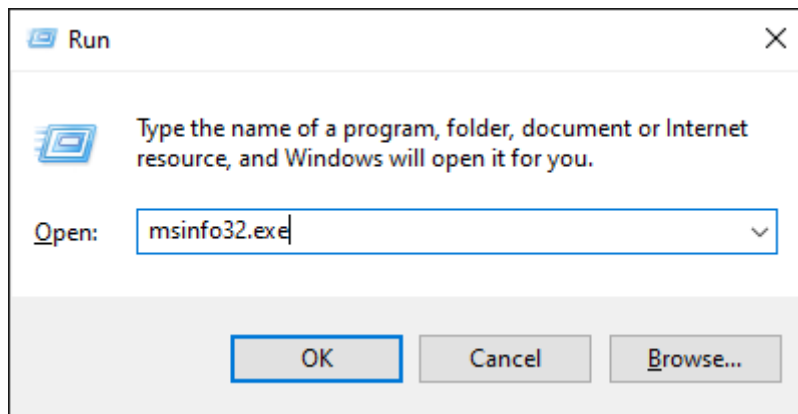 Run
Type the name of a program, folder, document or Internet
resource, and Windows will open it for you.
Open: msinfo32.exe
OK Cancel Browse...